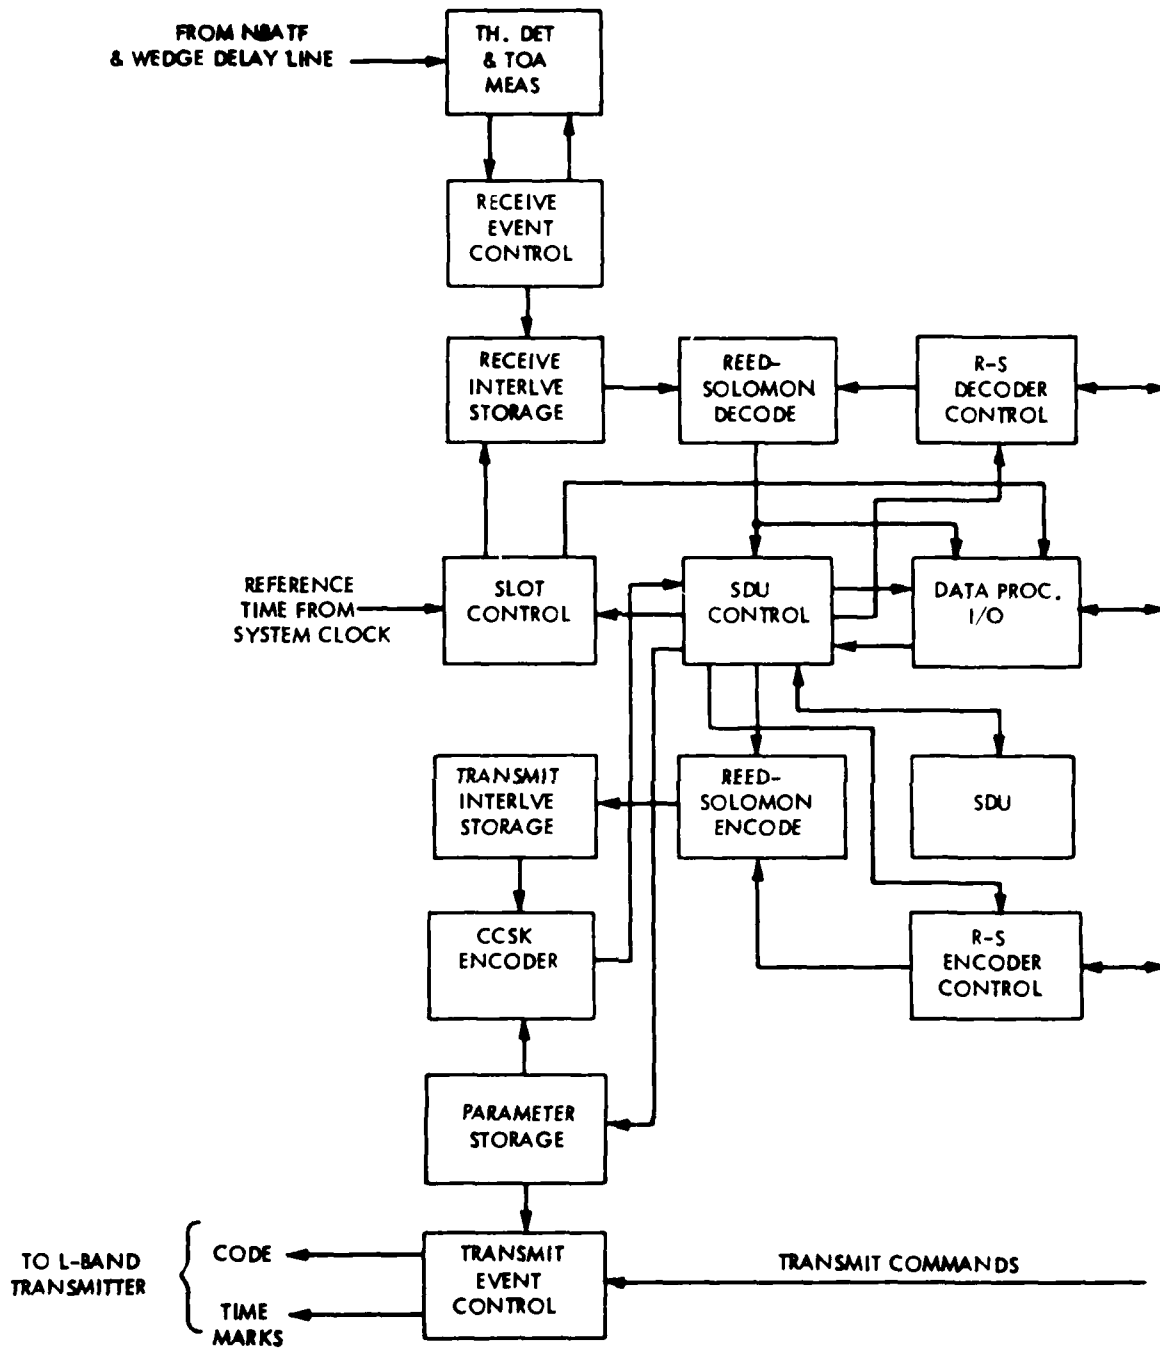 FROM NBATF
& WEDGE DELAY LINE
TH. DET
& TOA
MEAS
RECEIVE
EVENT
CONTROL
RECEIVE
INTERLVE
STORAGE
REED-
SOLOMON
DECODE
R-S
DECODER
CONTROL
REFERENCE
TIME FROM
SYSTEM CLOCK
SLOT
CONTROL
SDU
CONTROL
DATA PROC.
I/O
TRANSMIT
INTERLVE
STORAGE
REED-
SOLOMON
ENCODE
SDU
CCSK
ENCODER
R-S
ENCODER
CONTROL
PARAMETER
STORAGE
TO L-BAND
TRANSMITTER
CODE
TIME
MARKS
TRANSMIT
EVENT
CONTROL
TRANSMIT COMMANDS